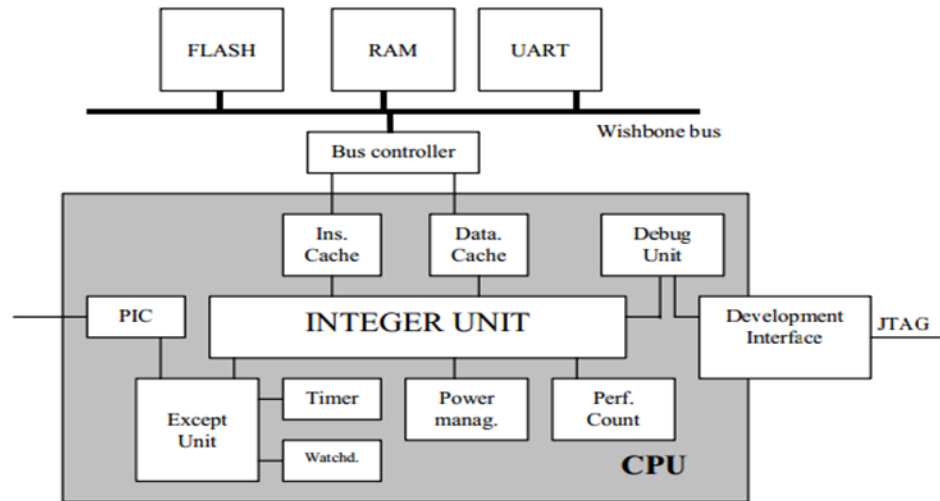 FLASH
RAM
UART
Wishbone bus
Bus controller
Ins.
Cache
Data.
Cache
Debug
Unit
PIC
INTEGER UNIT
Development
Interface
JTAG
Except
Unit
Timer
Power
manag.
Perf.
Count
Watchd.
CPU